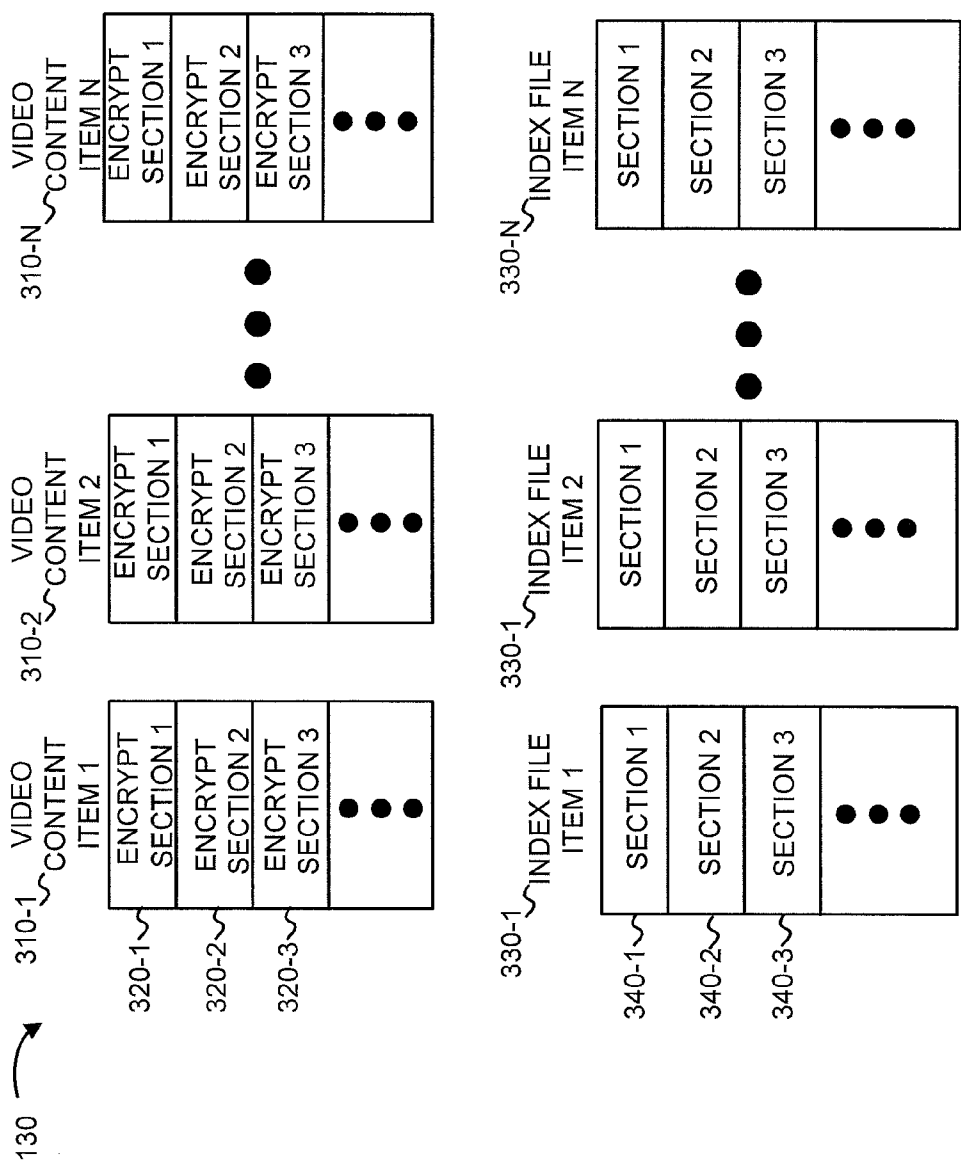 130
310-1
VIDEO
CONTENT
ITEM 1
ENCRYPT
SECTION 1
ENCRYPT
SECTION 2
ENCRYPT
SECTION 3
320-1
320-2
320-3
310-2
VIDEO
CONTENT
ITEM 2
ENCRYPT
SECTION 1
ENCRYPT
SECTION 2
ENCRYPT
SECTION 3
310-N
VIDEO
CONTENT
ITEM N
ENCRYPT
SECTION 1
ENCRYPT
SECTION 2
ENCRYPT
SECTION 3
330-1
INDEX FILE
ITEM 1
SECTION 1
SECTION 2
SECTION 3
340-1
340-2
340-3
330-1
INDEX FILE
ITEM 2
SECTION 1
SECTION 2
SECTION 3
330-N
INDEX FILE
ITEM N
SECTION 1
SECTION 2
SECTION 3